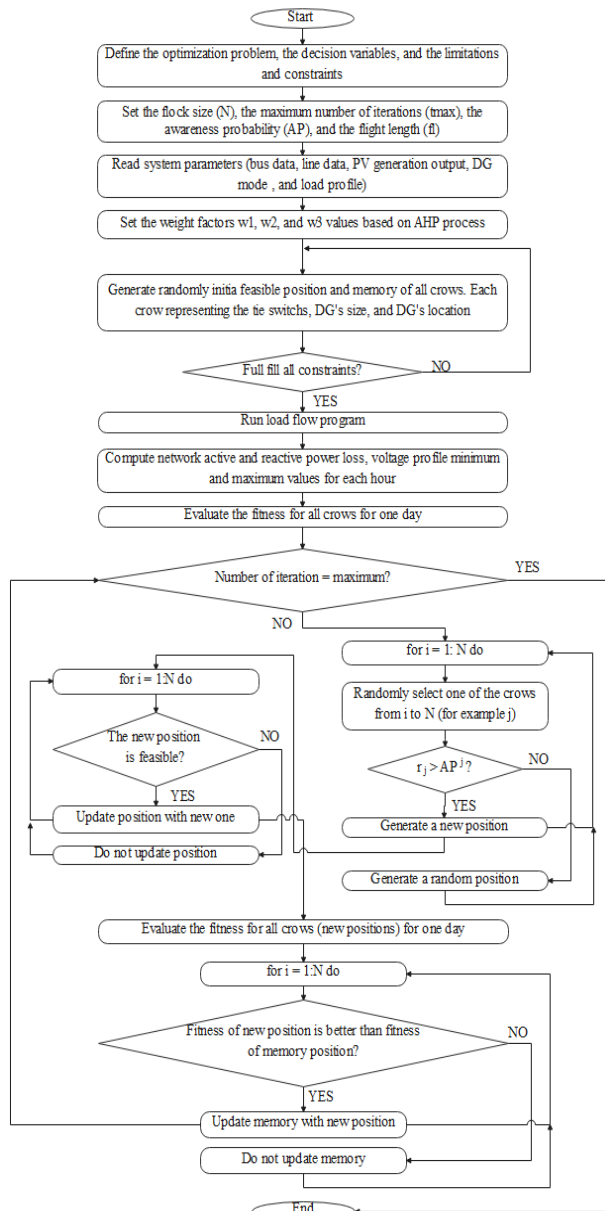 Start
Define the optimization problem, the decision variables, and the limitations
and constraints
Set the flock size (N), the maximum number of iterations (tmax), the
awareness probability (AP), and the flight length (fl)
Read system parameters (bus data, line data, PV generation output, DG
mode , and load profile)
Set the weight factors w1, w2, and w3 values based on AHP process
Generate randomly initia feasible position and memory of all crows. Each
crow representing the tie switchs, DG's size, and DG's location
Full fill all constraints?
NO
YES
Run load flow program
Compute network active and reactive power loss, voltage profile minimum
and maximum values for each hour
Evaluate the fitness for all crows for one day
Number of iteration = maximum?
YES
NO
for i = 1: N do
Randomly select one of the crows
from i to N (for example j)
r j > AP j ?
NO
YES
Generate a new position
Generate a random position
for i = 1:N do
The new position
is feasible?
NO
YES
Update position with new one
Do not update position
Evaluate the fitness for all crows (new positions) for one day
for i = 1:N do
Fitness of new position is better than fitness
of memory position?
NO
YES
Update memory with new position
Do not update memory
End